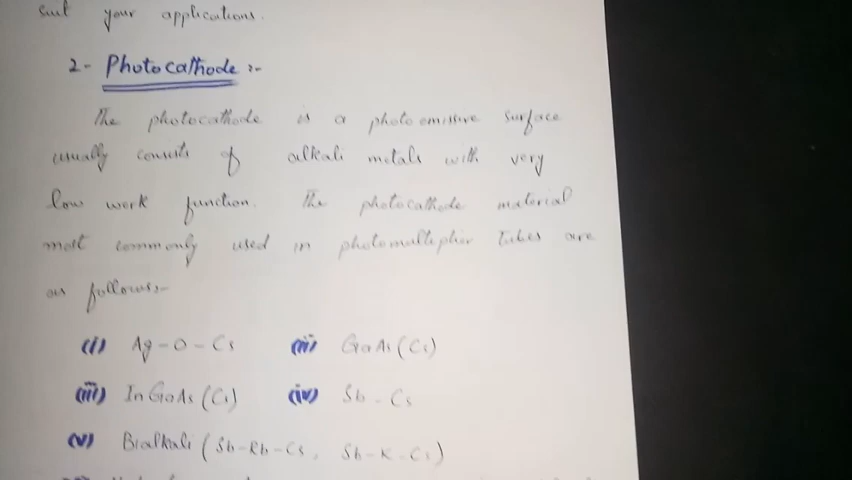 suit your applications.
2- Photocathode :-
The photocathode is a photoemissive surface
usually consists of alkali metals with very
low work function. The photocathode material
most commonly used in photomultiplier tubes are
as follows:-
(i) Ag-O-Cs (ii) GaAs(Cs)
(iii) InGaAs(Cs) (iv) Sb-Cs
(v) Bialkali (Sb-Rb-Cs, Sb-K-Cs)